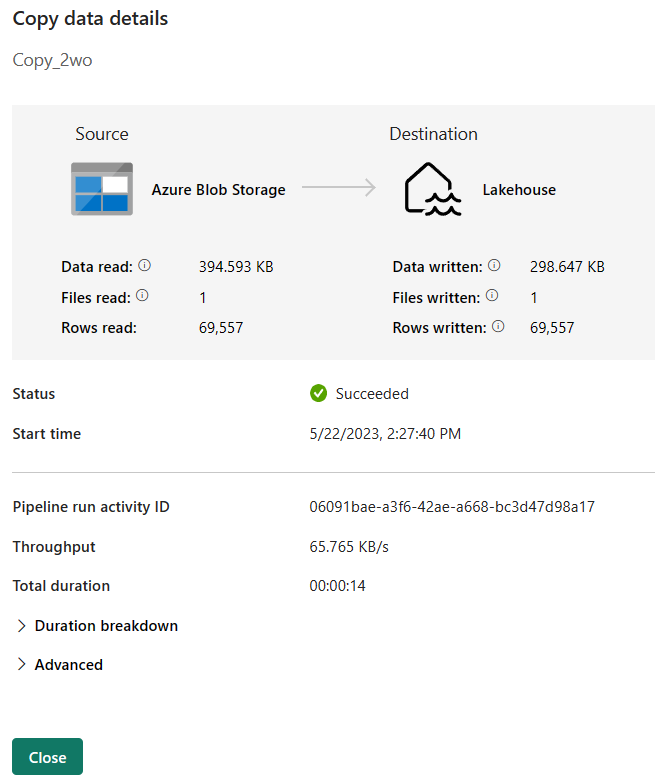 Copy data details
Copy_2wo
Source
Destination
Azure Blob Storage
Lakehouse
Data read: 394.593 KB
Data written: 298.647 KB
Files read: 1
Files written: 1
Rows read: 69,557
Rows written: 69,557
Status Succeeded
Start time 5/22/2023, 2:27:40 PM
Pipeline run activity ID 06091bae-a3f6-42ae-a668-bc3d47d98a17
Throughput 65.765 KB/s
Total duration 00:00:14
Duration breakdown
Advanced
Close